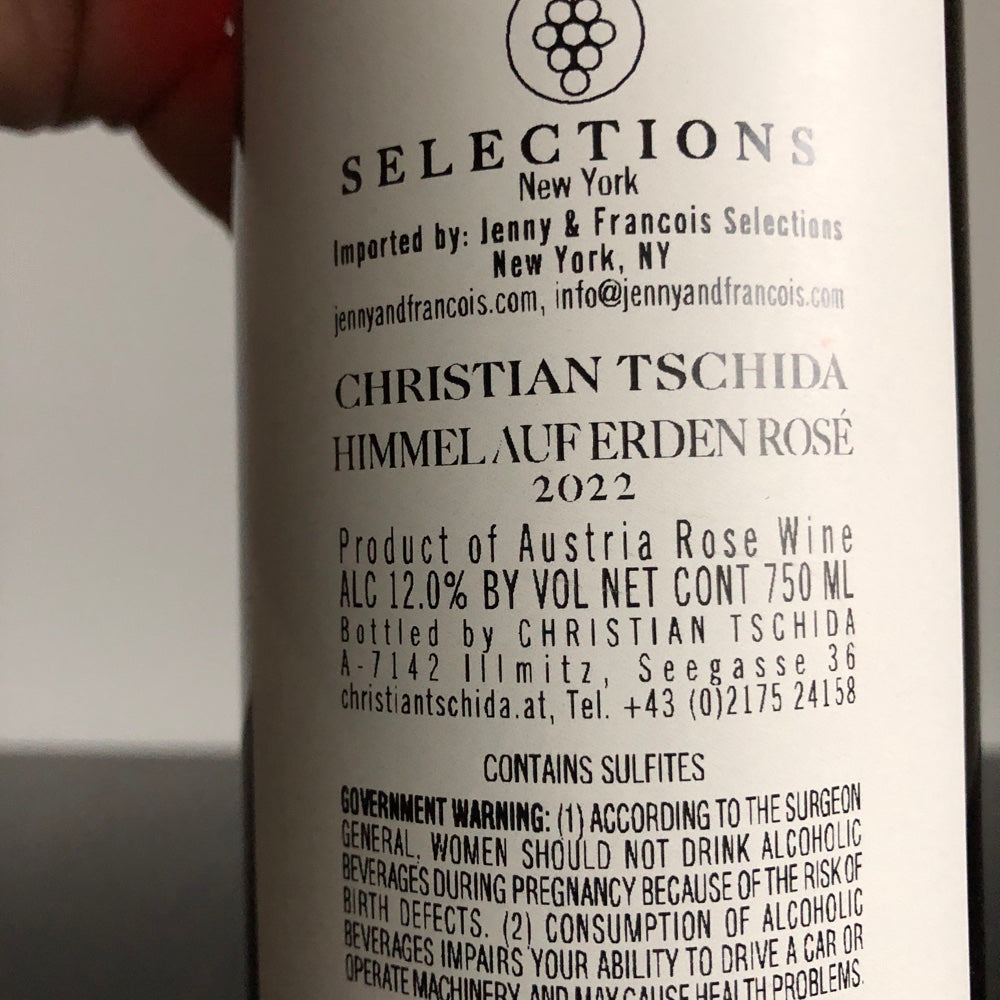 SELECTIONS
New York
Imported by: Jenny & Francois Selections
New York, NY
jennyandfrancois.com, info@jennyandfrancois.com
CHRISTIAN TSCHIDA
HIMMEL AUF ERDEN ROSÉ
2022
Product of Austria Rose Wine
ALC 12.0% BY VOL NET CONT 750 ML
Bottled by CHRISTIAN TSCHIDA
A-7142 Illmitz, Seegasse 36
christiantschida.at, Tel. +43 (0)2175 24158
CONTAINS SULFITES
GOVERNMENT WARNING: (1) ACCORDING TO THE SURGEON
GENERAL, WOMEN SHOULD NOT DRINK ALCOHOLIC
BEVERAGES DURING PREGNANCY BECAUSE OF THE RISK OF
BIRTH DEFECTS. (2) CONSUMPTION OF ALCOHOLIC
BEVERAGES IMPAIRS YOUR ABILITY TO DRIVE A CAR OR
OPERATE MACHINERY, AND MAY CAUSE HEALTH PROBLEMS.